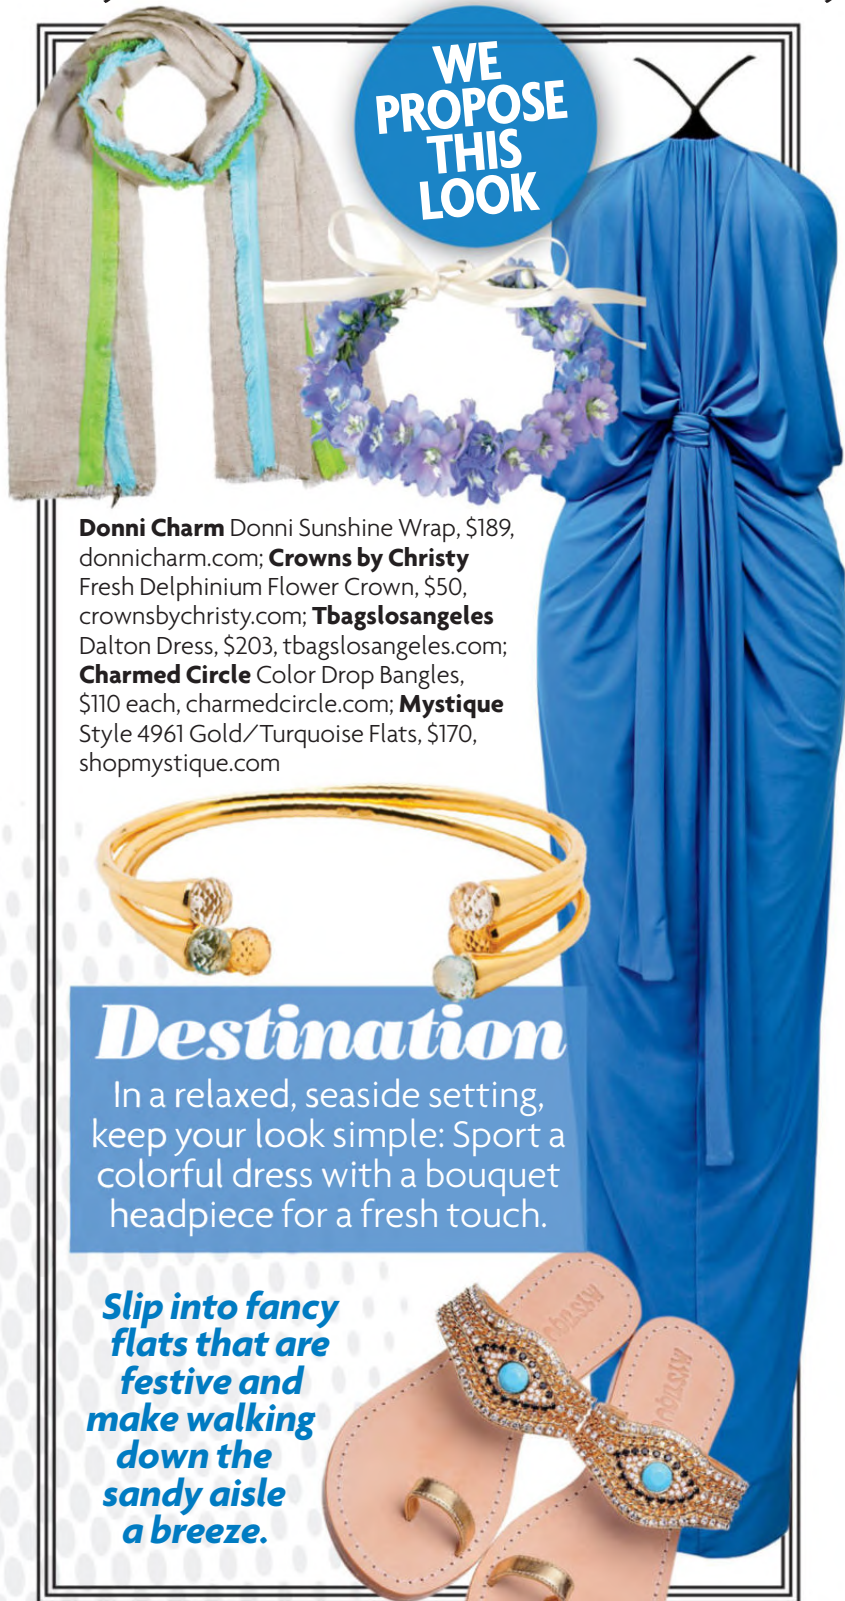 WE
PROPOSE
THIS
LOOK
Donni Charm Donni Sunshine Wrap, $189,
donnicharm.com; Crowns by Christy
Fresh Delphinium Flower Crown, $50,
crownsbychristy.com; Tbagslosangeles
Dalton Dress, $203, tbagslosangeles.com;
Charmed Circle Color Drop Bangles,
$110 each, charmedcircle.com; Mystique
Style 4961 Gold/Turquoise Flats, $170,
shopmystique.com
Destination
In a relaxed, seaside setting,
keep your look simple: Sport a
colorful dress with a bouquet
headpiece for a fresh touch.
Slip into fancy
flats that are
festive and
make walking
down the
sandy aisle
a breeze.
MYSTIQUE